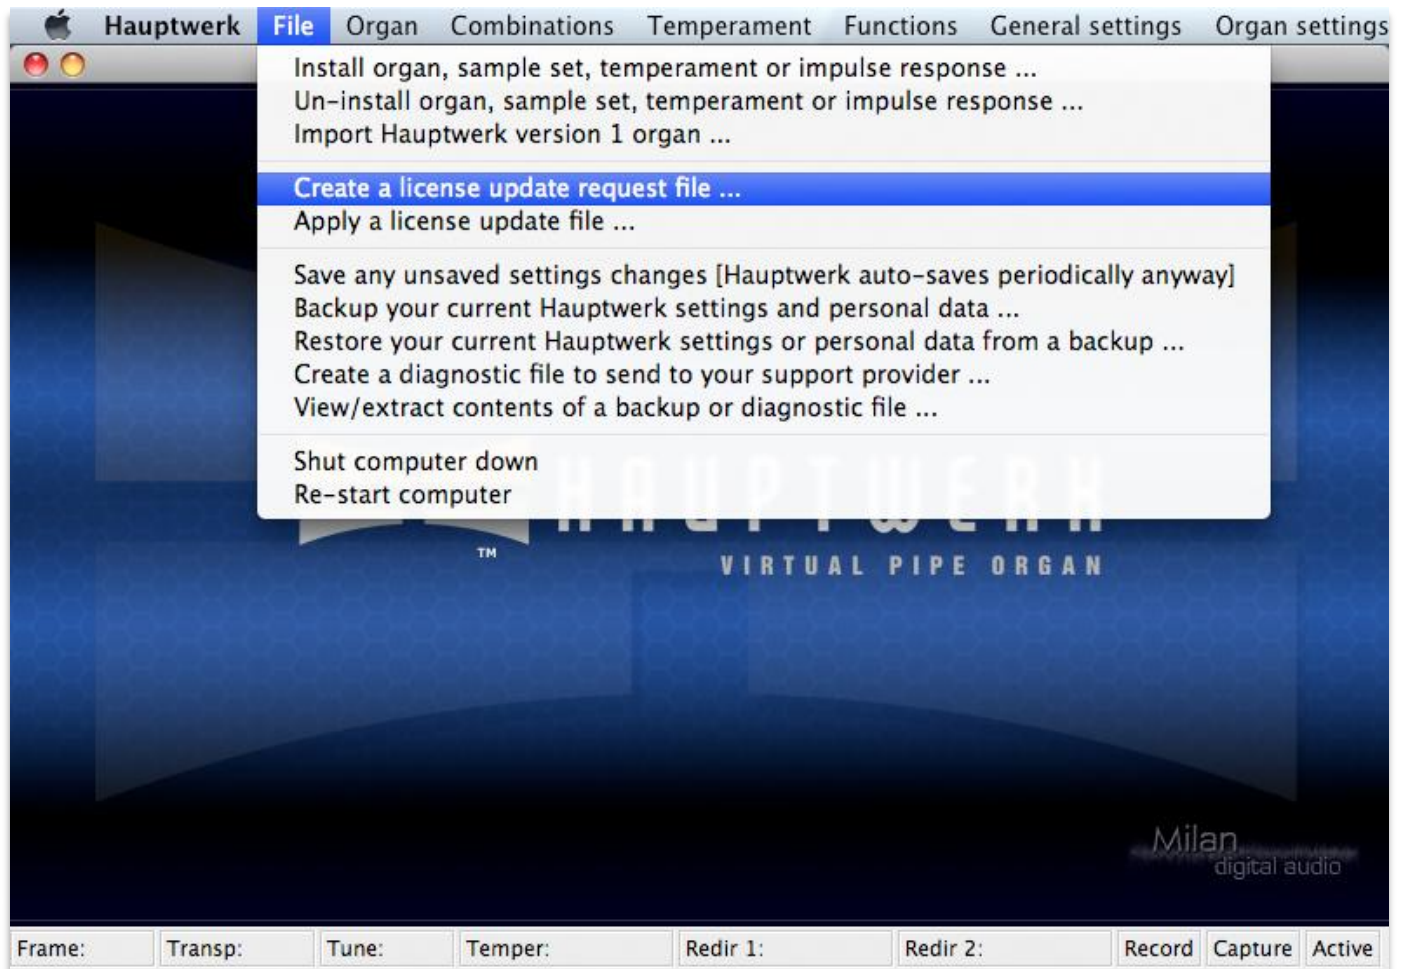 Hauptwerk File Organ Combinations Temperament Functions General settings Organ settings
Install organ, sample set, temperament or impulse response ...
Un-install organ, sample set, temperament or impulse response ...
Import Hauptwerk version 1 organ ...
Create a license update request file ...
Apply a license update file ...
Save any unsaved settings changes [Hauptwerk auto-saves periodically anyway]
Backup your current Hauptwerk settings and personal data ...
Restore your current Hauptwerk settings or personal data from a backup ...
Create a diagnostic file to send to your support provider ...
View/extract contents of a backup or diagnostic file ...
Shut computer down
Re-start computer
HAUPTWERK
TM
VIRTUAL PIPE ORGAN
Milan
digital audio
Frame: Transp: Tune: Temper: Redir 1: Redir 2: Record Capture Active